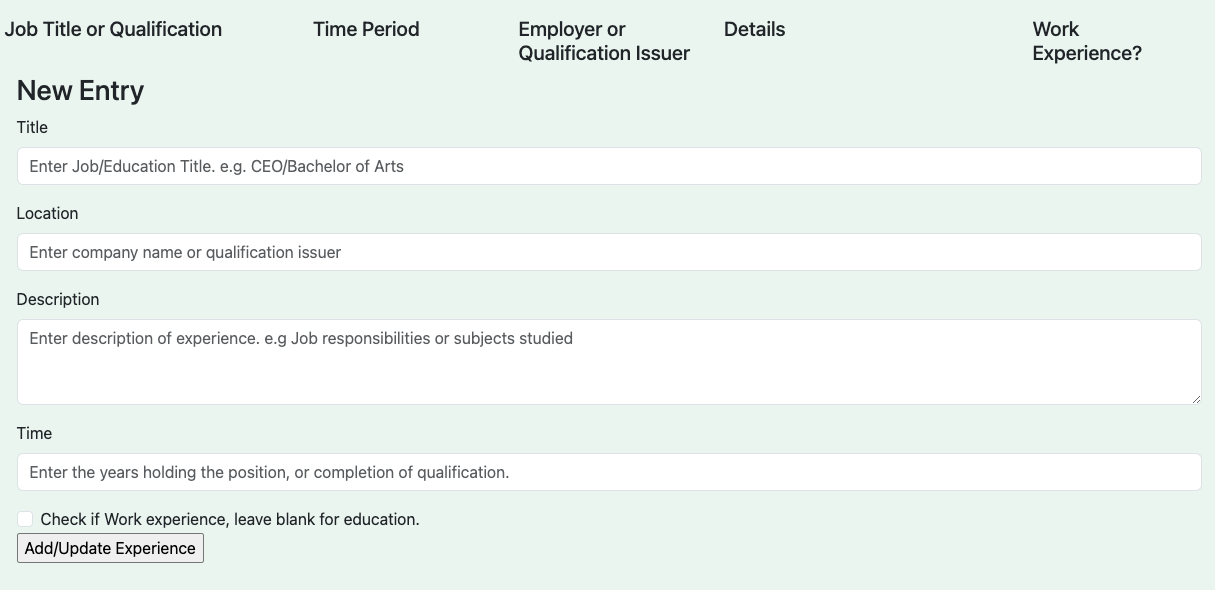 Job Title or Qualification
Time Period
Employer or
Qualification Issuer
Details
Work
Experience?
New Entry
Title
Enter Job/Education Title. e.g. CEO/Bachelor of Arts
Location
Enter company name or qualification issuer
Description
Enter description of experience. e.g Job responsibilities or subjects studied
Time
Enter the years holding the position, or completion of qualification.
Check if Work experience, leave blank for education.
Add/Update Experience